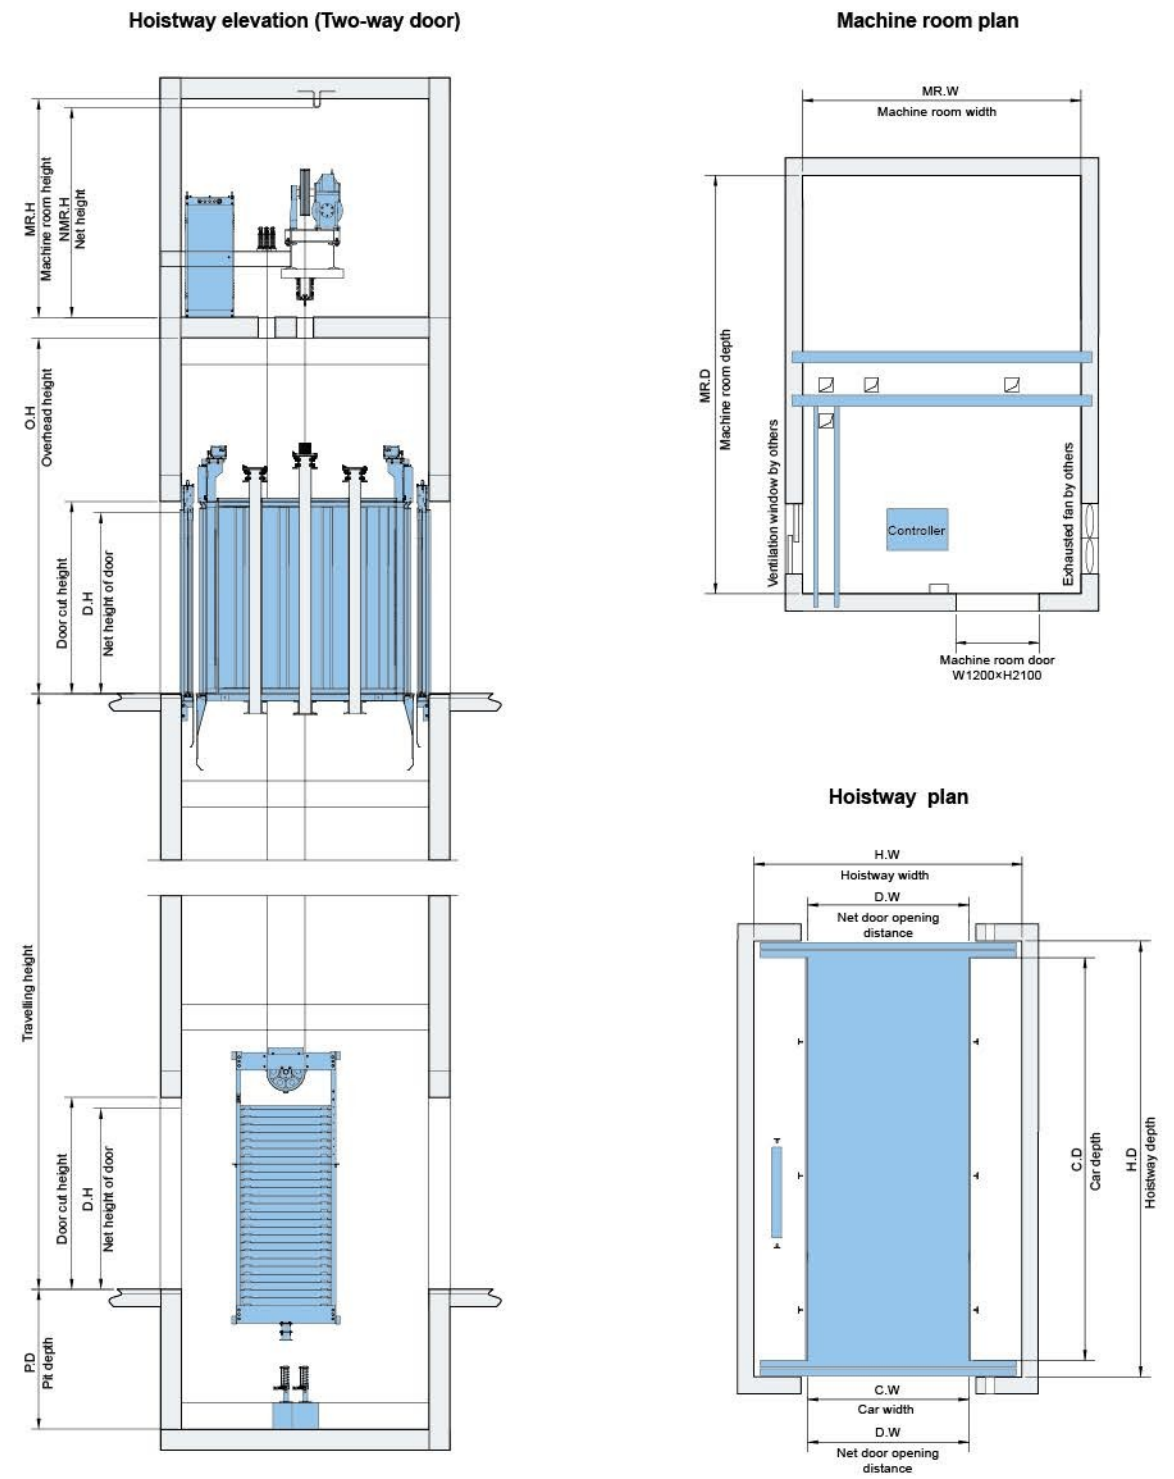 Hoistway elevation (Two-way door)
MR.H
Machine room height
NMR.H
Net height
O.H
Overhead height
Door cut height
D.H
Net height of door
Travelling height
Door cut height
D.H
Net height of door
P.D
Pit depth
Machine room plan
MR.W
Machine room width
MR.D
Machine room depth
Ventilation window by others
Controller
Exhausted fan by others
Machine room door
W1200×H2100
Hoistway plan
H.W
Hoistway width
D.W
Net door opening
distance
C.D
Car depth
H.D
Hoistway depth
C.W
Car width
D.W
Net door opening
distance